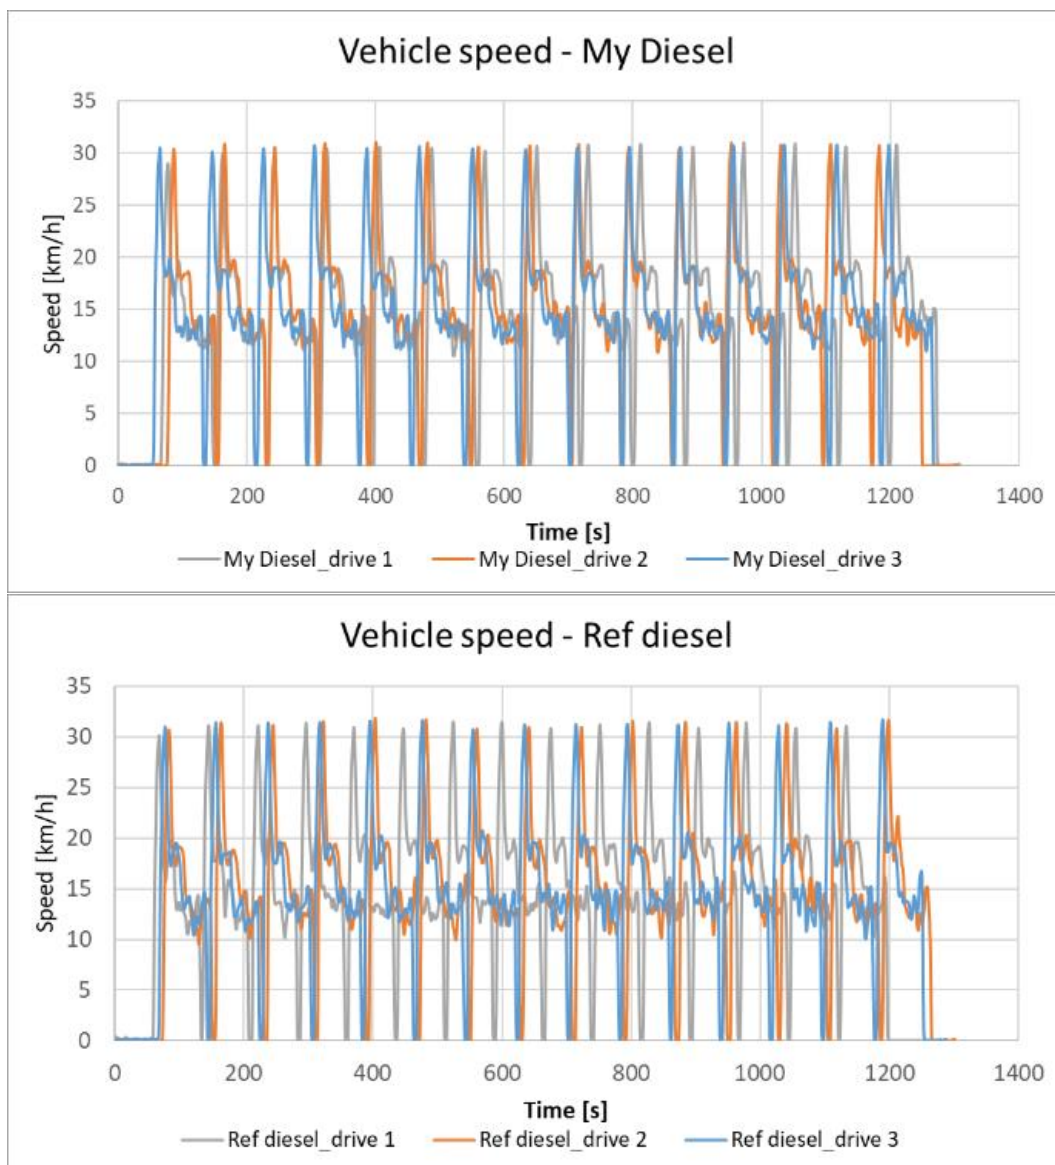 Vehicle speed - My Diesel
35
30
25
20
15
10
5
0
Speed [km/h]
0 200 400 600 800 1000 1200 1400
Time [s]
My Diesel_drive 1 My Diesel_drive 2 My Diesel_drive 3
Vehicle speed - Ref diesel
35
30
25
20
15
10
5
0
Speed [km/h]
0 200 400 600 800 1000 1200 1400
Time [s]
Ref diesel_drive 1 Ref diesel_drive 2 Ref diesel_drive 3